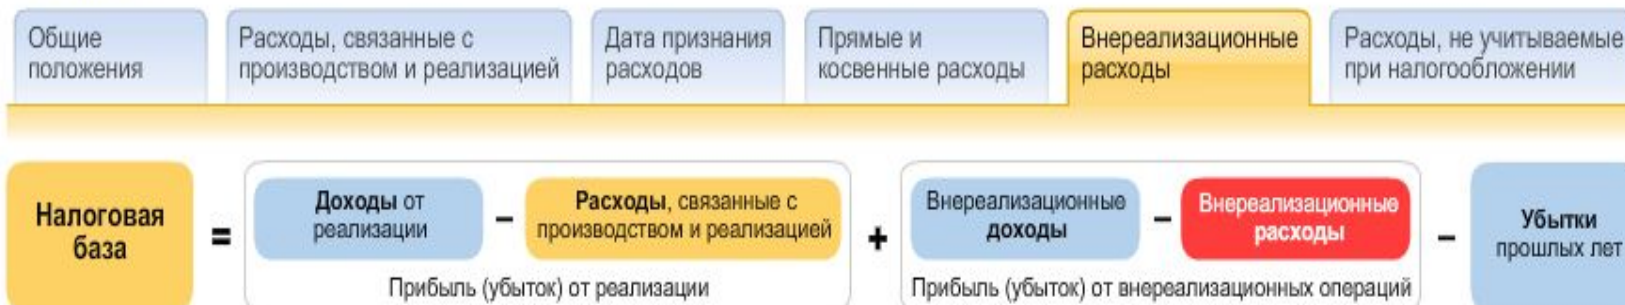 Общие
положения
Расходы, связанные с
производством и реализацией
Дата признания
расходов
Прямые и
косвенные расходы
Внереализационные
расходы
Расходы, не учитываемые
при налогообложении
Налоговая
база
=
Доходы от
реализации
–
Расходы, связанные с
производством и реализацией
Прибыль (убыток) от реализации
+
Внереализационные
доходы
–
Внереализационные
расходы
Прибыль (убыток) от внереализационных операций
–
Убытки
прошлых лет